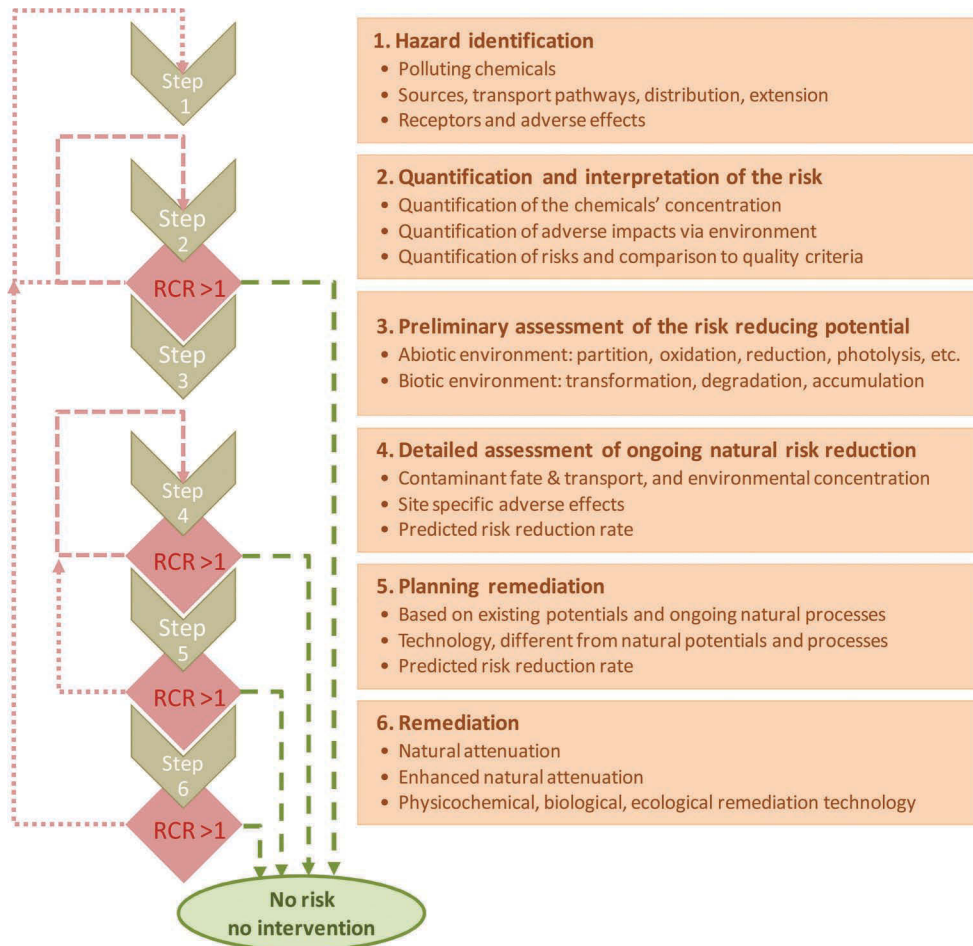 Step
1
1. Hazard identification
• Polluting chemicals
• Sources, transport pathways, distribution, extension
• Receptors and adverse effects
Step
2
RCR >1
2. Quantification and interpretation of the risk
• Quantification of the chemicals’ concentration
• Quantification of adverse impacts via environment
• Quantification of risks and comparison to quality criteria
Step
3
3. Preliminary assessment of the risk reducing potential
• Abiotic environment: partition, oxidation, reduction, photolysis, etc.
• Biotic environment: transformation, degradation, accumulation
Step
4
RCR >1
4. Detailed assessment of ongoing natural risk reduction
• Contaminant fate & transport, and environmental concentration
• Site specific adverse effects
• Predicted risk reduction rate
Step
5
RCR >1
5. Planning remediation
• Based on existing potentials and ongoing natural processes
• Technology, different from natural potentials and processes
• Predicted risk reduction rate
Step
6
RCR >1
6. Remediation
• Natural attenuation
• Enhanced natural attenuation
• Physicochemical, biological, ecological remediation technology
No risk
no intervention